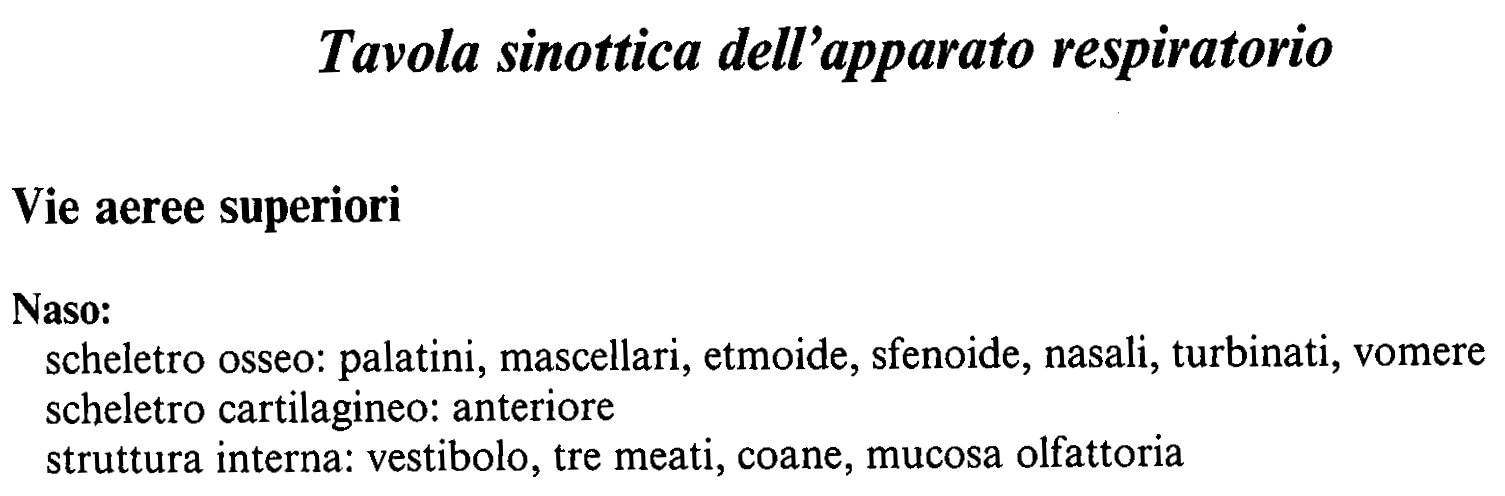 Tavola sinottica dell'apparato respiratorio
Vie aeree superiori
Naso:
scheletro osseo: palatini, mascellari, etmoide, sfenoide, nasali, turbinati, vomere
scheletro cartilagineo: anteriore
struttura interna: vestibolo, tre meati, coane, mucosa olfattoria